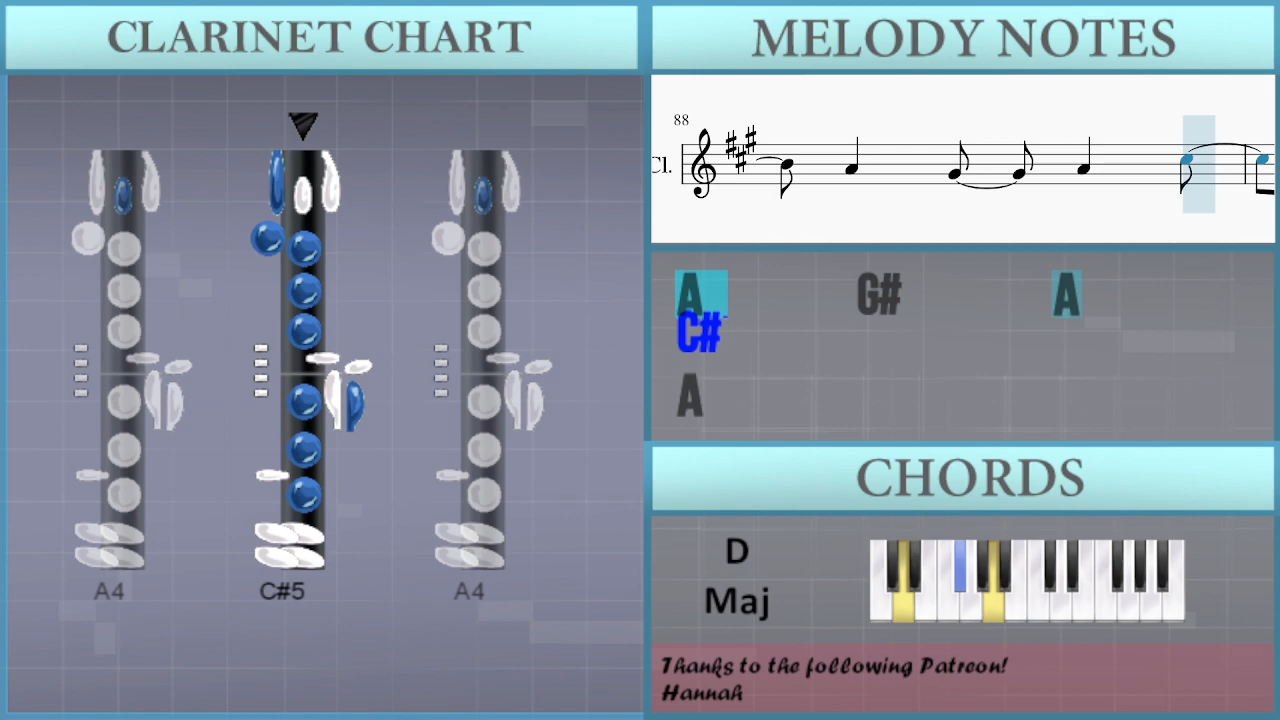 CLARINET CHART
A4
C#5
A4
MELODY NOTES
88
Cl.
A
G#
A
C#
A
CHORDS
D
Maj
Thanks to the following Patreon!
Hannah